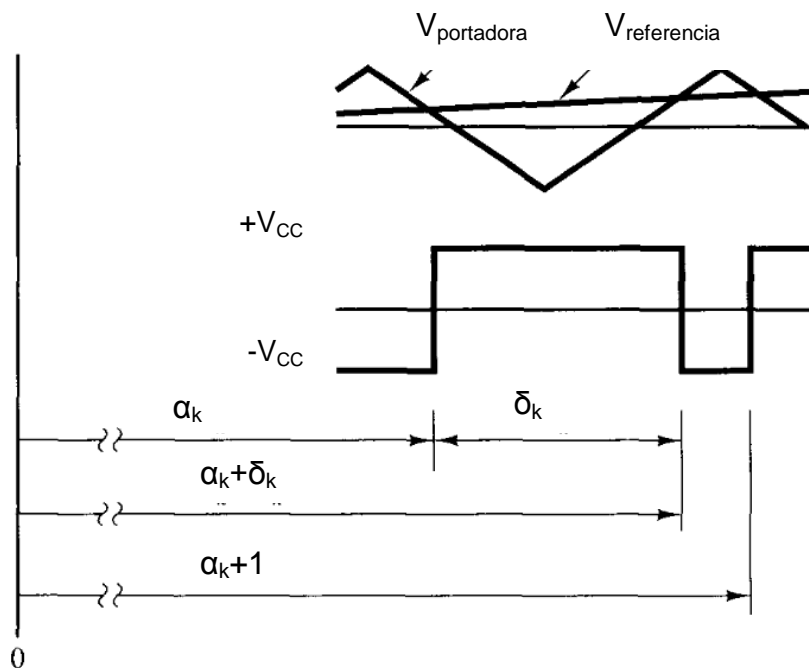 Vportadora Vreferencia
+VCC
-VCC
αk δk
αk+δk
αk+1
0